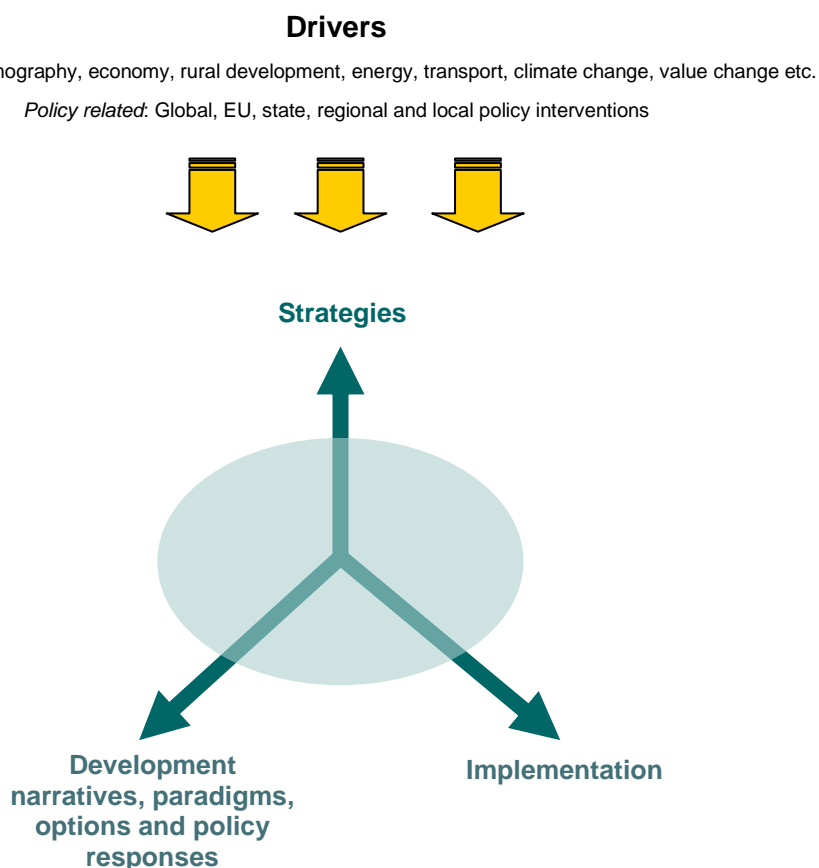 Drivers
economy, rural development, energy, transport, climate change, value change etc.
Policy related: Global, EU, state, regional and local policy interventions
Strategies
Development
narratives, paradigms,
options and policy
responses
Implementation